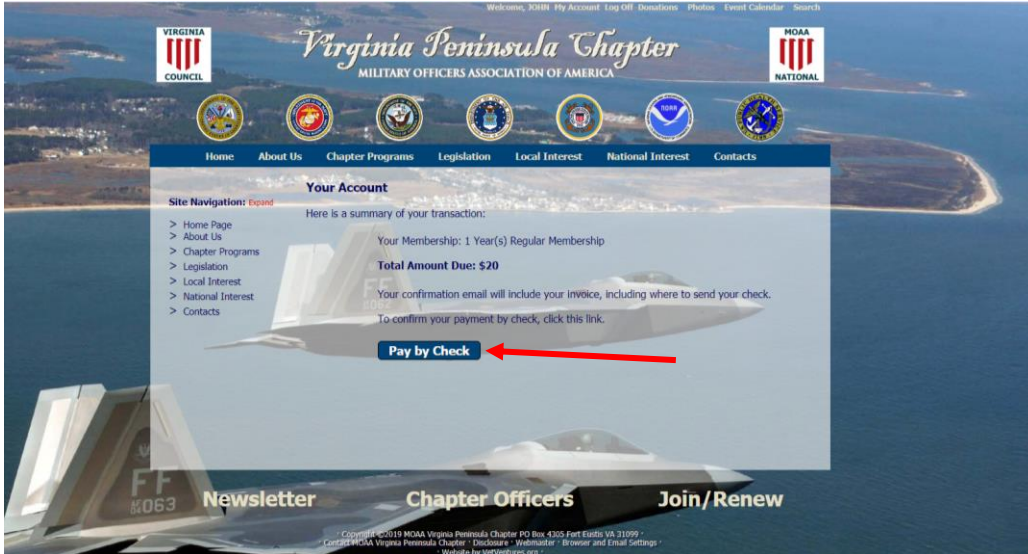 Welcome, JOHN My Account Log Off Donations Photos Event Calendar Search
VIRGINIA
COUNCIL
Virginia Peninsula Chapter
MILITARY OFFICERS ASSOCIATION OF AMERICA
MOAA
NATIONAL
NOAA
Home About Us Chapter Programs Legislation Local Interest National Interest Contacts
Site Navigation: Expand
> Home Page
> About Us
> Chapter Programs
> Legislation
> Local Interest
> National Interest
> Contacts
Your Account
Here is a summary of your transaction:
Your Membership: 1 Year(s) Regular Membership
Total Amount Due: $20
Your confirmation email will include your invoice, including where to send your check.
To confirm your payment by check, click this link.
Pay by Check
FF
FF
063
Newsletter Chapter Officers Join/Renew
· Copyright ©2019 MOAA Virginia Peninsula Chapter PO Box 4305 Fort Eustis VA 31099 ·
· Contact MOAA Virginia Peninsula Chapter · Disclosure · Webmaster · Browser and Email Settings ·
· Website by VetVentures.org ·